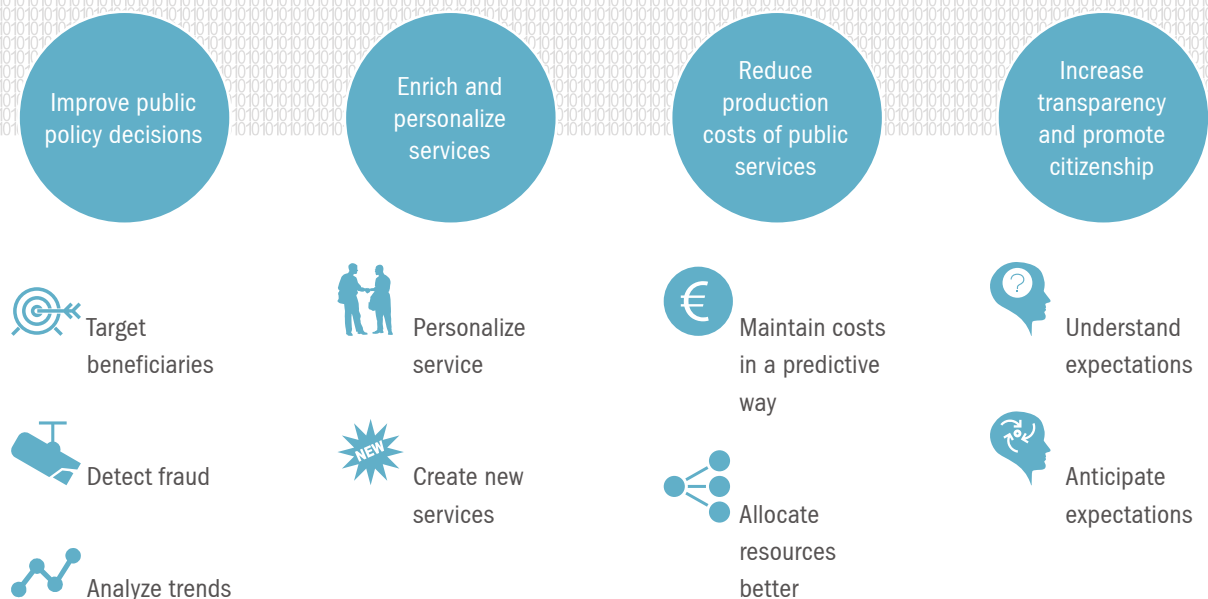 Improve public
policy decisions
Target
beneficiaries
Detect fraud
Analyze trends
Enrich and
personalize
services
Personalize
service
NEW
Create new
services
Reduce
production
costs of public
services
€
Maintain costs
in a predictive
way
Allocate
resources
better
Increase
transparency
and promote
citizenship
?
Understand
expectations
Anticipate
expectations